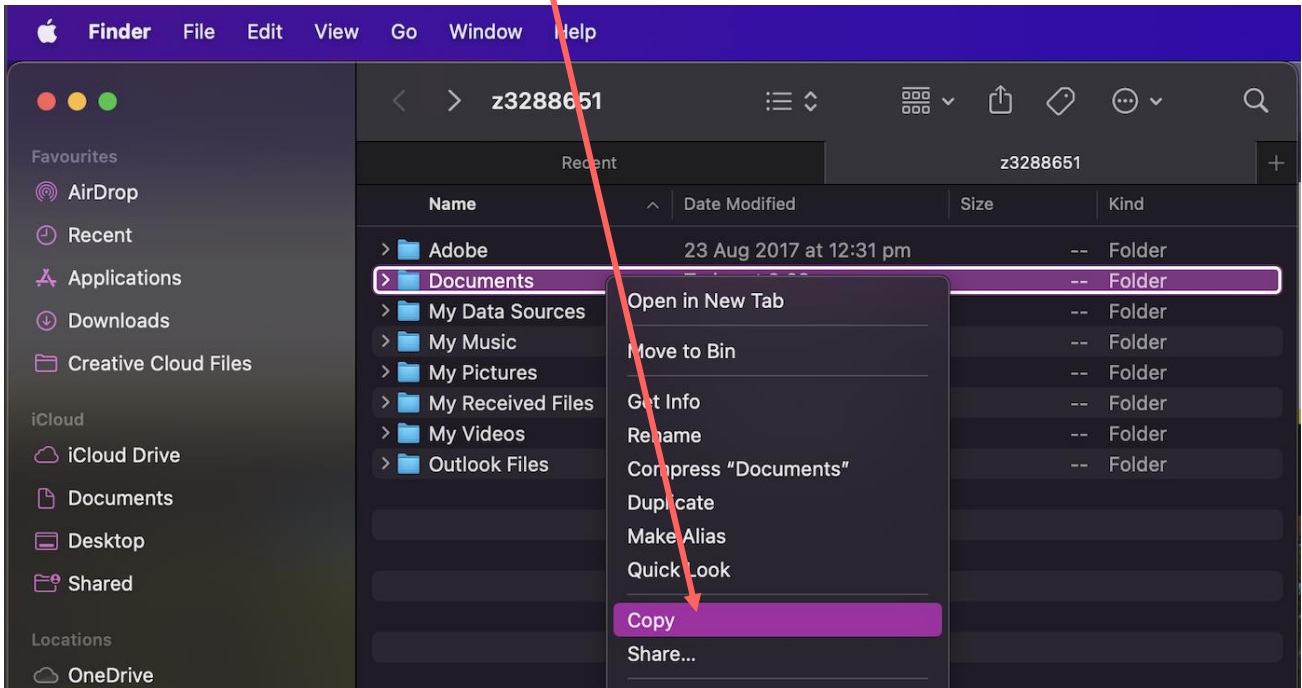 Finder File Edit View Go Window Help
z3288651
Recent z3288651
Favourites
AirDrop
Recent
Applications
Downloads
Creative Cloud Files
iCloud
iCloud Drive
Documents
Desktop
Shared
Locations
OneDrive
Name Date Modified Size Kind
Adobe 23 Aug 2017 at 12:31 pm -- Folder
Documents -- Folder
My Data Sources -- Folder
My Music -- Folder
My Pictures -- Folder
My Received Files -- Folder
My Videos -- Folder
Outlook Files -- Folder
Open in New Tab
Move to Bin
Get Info
Rename
Compress “Documents”
Duplicate
Make Alias
Quick Look
Copy
Share...